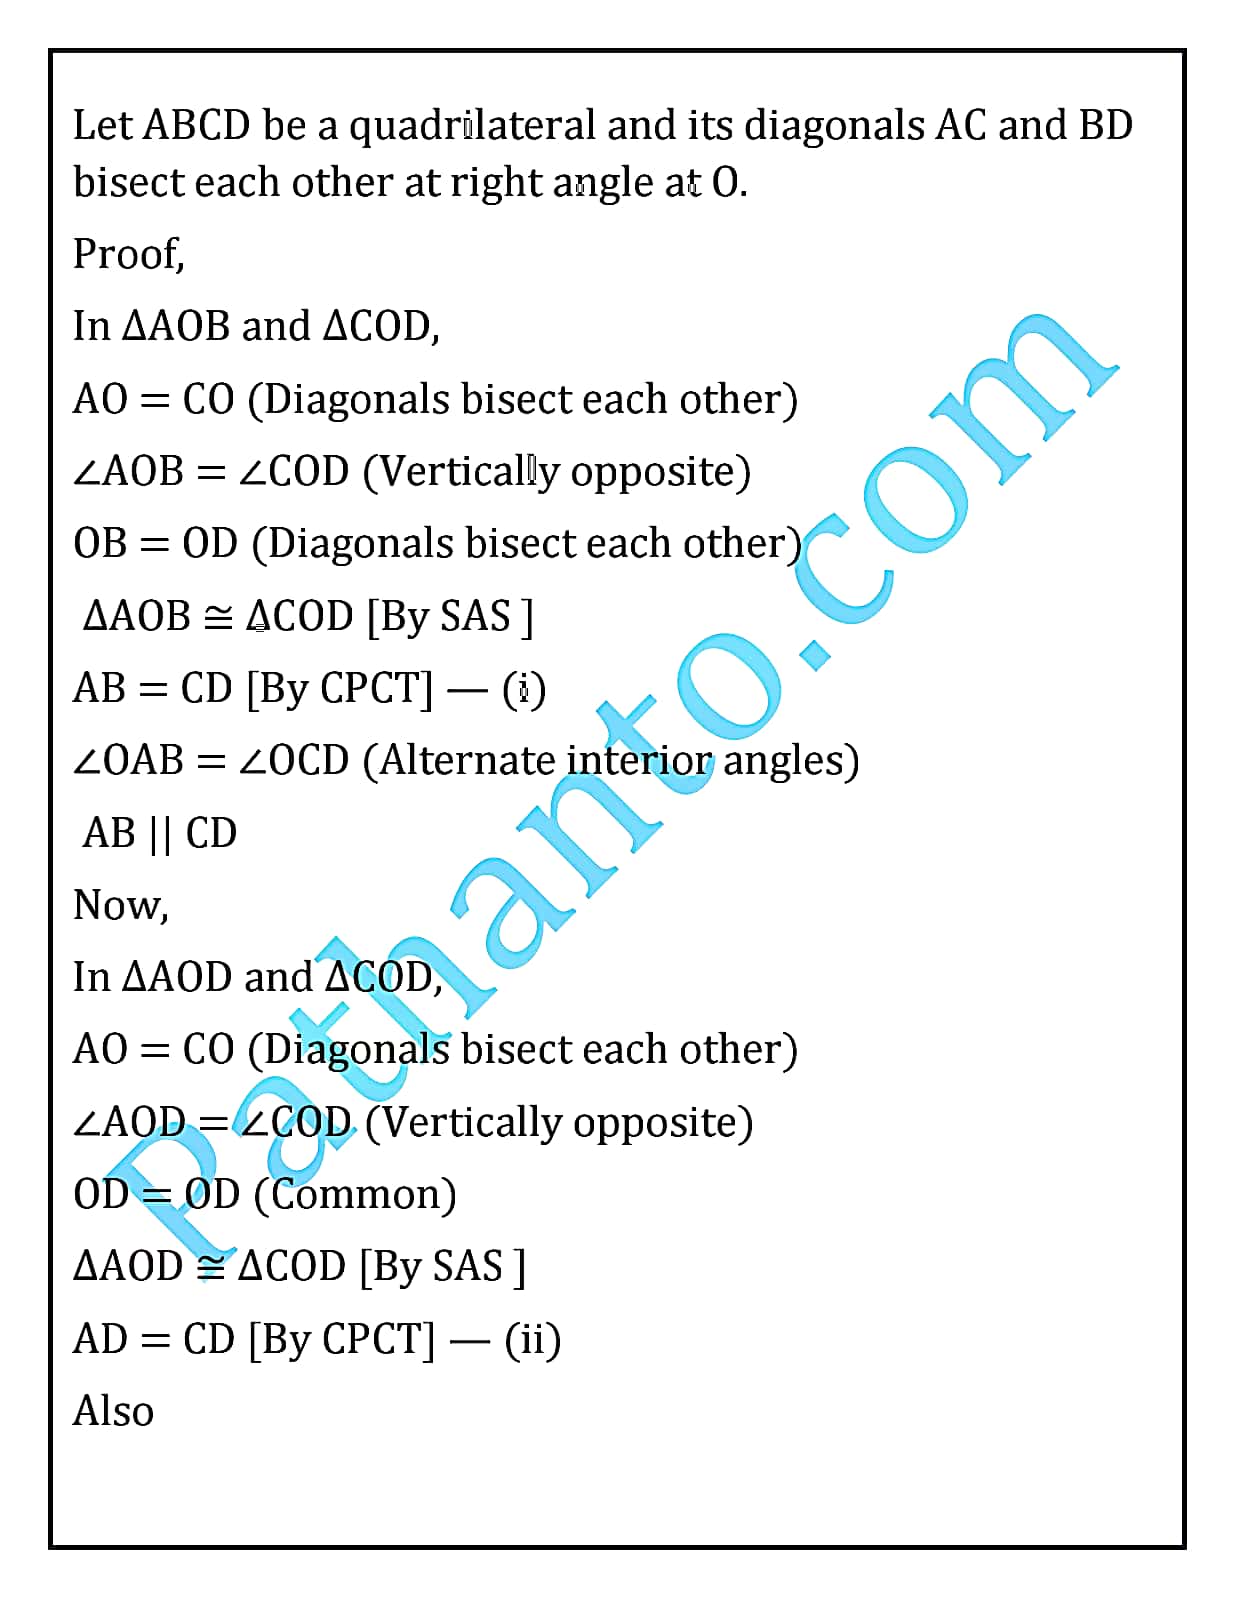 Let ABCD be a quadrilateral and its diagonals AC and BD
bisect each other at right angle at O.
Proof,
In ΔAOB and ΔCOD,
AO = CO (Diagonals bisect each other)
∠AOB = ∠COD (Vertically opposite)
OB = OD (Diagonals bisect each other)
ΔAOB ≅ ΔCOD [By SAS ]
AB = CD [By CPCT] — (i)
∠OAB = ∠OCD (Alternate interior angles)
AB || CD
Now,
In ΔAOD and ΔCOD,
AO = CO (Diagonals bisect each other)
∠AOD = ∠COD (Vertically opposite)
OD = OD (Common)
ΔAOD ≅ ΔCOD [By SAS ]
AD = CD [By CPCT] — (ii)
Also
Pathanto.com